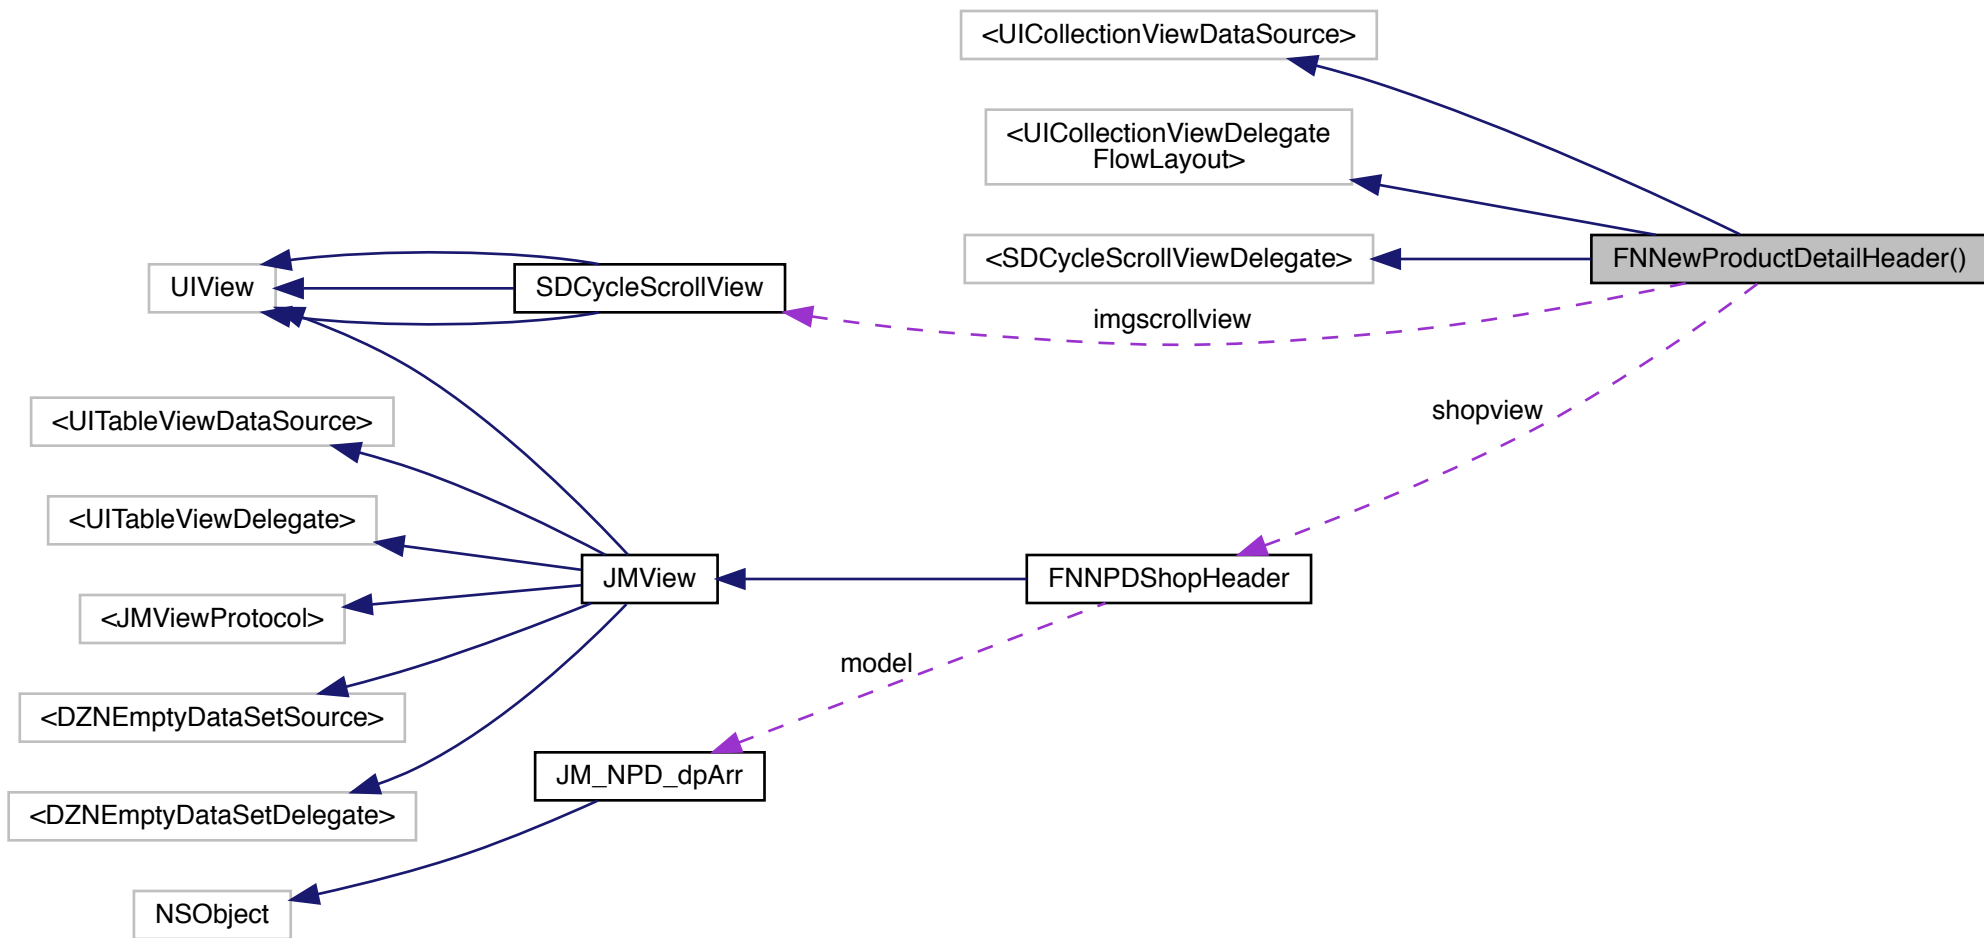 <UICollectionViewDataSource>
<UICollectionViewDelegate
FlowLayout>
<SDCycleScrollViewDelegate>
FNNewProductDetailHeader()
UIView
SDCycleScrollView
imgscrollview
<UITableViewDataSource>
shopview
<UITableViewDelegate>
JMView
FNNPDShopHeader
<JMViewProtocol>
model
<DZNEmptyDataSetSource>
JM_NPD_dpArr
<DZNEmptyDataSetDelegate>
NSObject